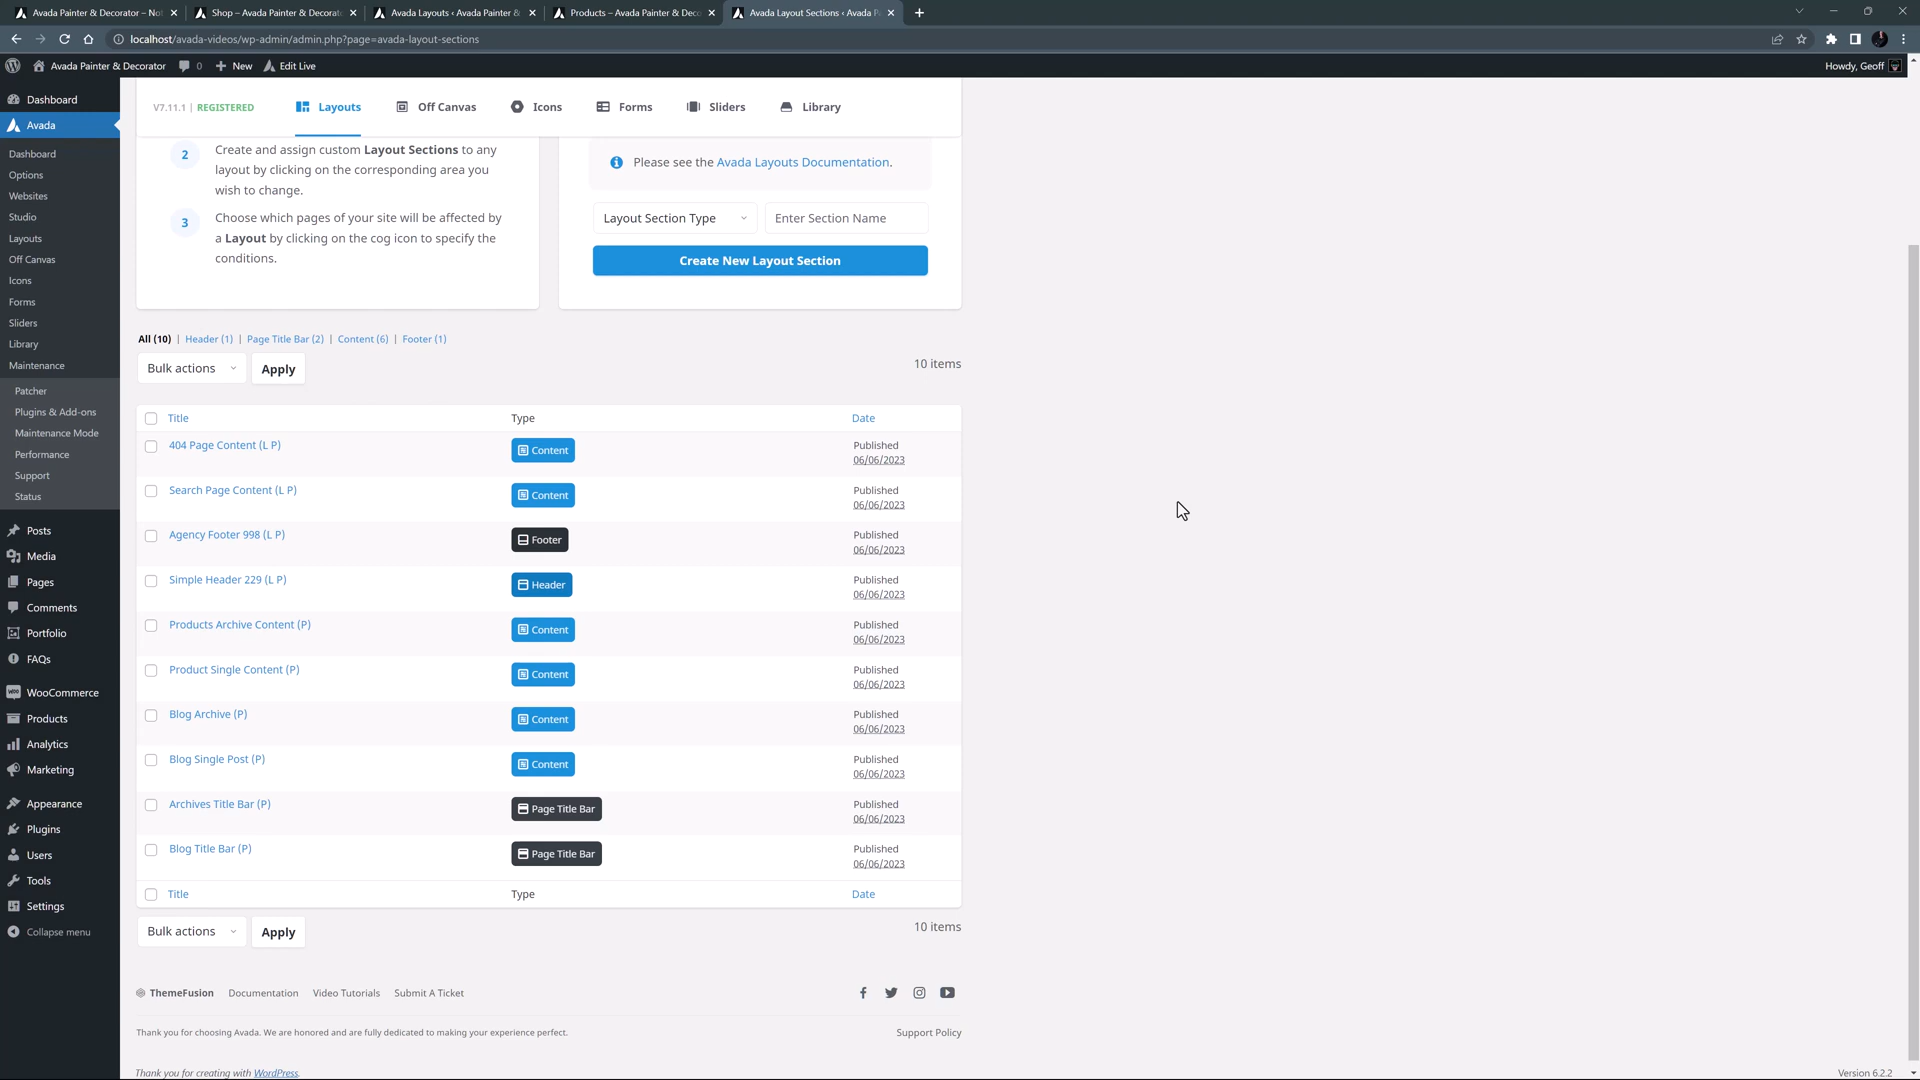 Avada Painter & Decorator – Not
Shop – Avada Painter & Decorat
Avada Layouts ‹ Avada Painter &
Products – Avada Painter & Deco
Avada Layout Sections ‹ Avada P
localhost/avada-videos/wp-admin/admin.php?page=avada-layout-sections
Avada Painter & Decorator
0
New
Edit Live
Howdy, Geoff
Dashboard
Avada
Dashboard
Options
Websites
Studio
Layouts
Off Canvas
Icons
Forms
Sliders
Library
Maintenance
Patcher
Plugins & Add-ons
Maintenance Mode
Performance
Support
Status
Posts
Media
Pages
Comments
Portfolio
FAQs
WooCommerce
Products
Analytics
Marketing
Appearance
Plugins
Users
Tools
Settings
Collapse menu
V7.11.1 | REGISTERED
Layouts
Off Canvas
Icons
Forms
Sliders
Library
2
Create and assign custom Layout Sections to any
layout by clicking on the corresponding area you
wish to change.
3
Choose which pages of your site will be affected by
a Layout by clicking on the cog icon to specify the
conditions.
Please see the Avada Layouts Documentation.
Layout Section Type
Enter Section Name
Create New Layout Section
All (10) | Header (1) | Page Title Bar (2) | Content (6) | Footer (1)
Bulk actions
Apply
10 items
Title Type Date
404 Page Content (L P) Content Published
06/06/2023
Search Page Content (L P) Content Published
06/06/2023
Agency Footer 998 (L P) Footer Published
06/06/2023
Simple Header 229 (L P) Header Published
06/06/2023
Products Archive Content (P) Content Published
06/06/2023
Product Single Content (P) Content Published
06/06/2023
Blog Archive (P) Content Published
06/06/2023
Blog Single Post (P) Content Published
06/06/2023
Archives Title Bar (P) Page Title Bar Published
06/06/2023
Blog Title Bar (P) Page Title Bar Published
06/06/2023
Title Type Date
Bulk actions
Apply
10 items
ThemeFusion Documentation Video Tutorials Submit A Ticket
Thank you for choosing Avada. We are honored and are fully dedicated to making your experience perfect.
Support Policy
Thank you for creating with WordPress.
Version 6.2.2